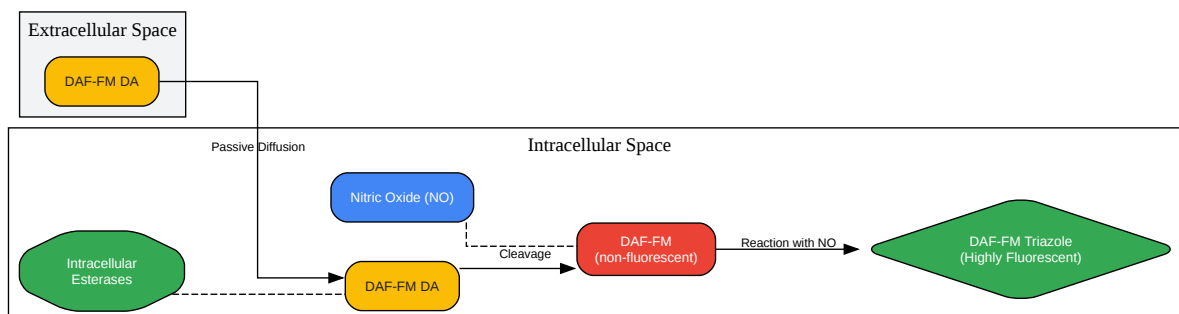 Extracellular Space
DAF-FM DA
Passive Diffusion
Intracellular Space
Nitric Oxide (NO)
Intracellular
Esterases
DAF-FM DA
Cleavage
DAF-FM
(non-fluorescent)
Reaction with NO
DAF-FM Triazole
(Highly Fluorescent)